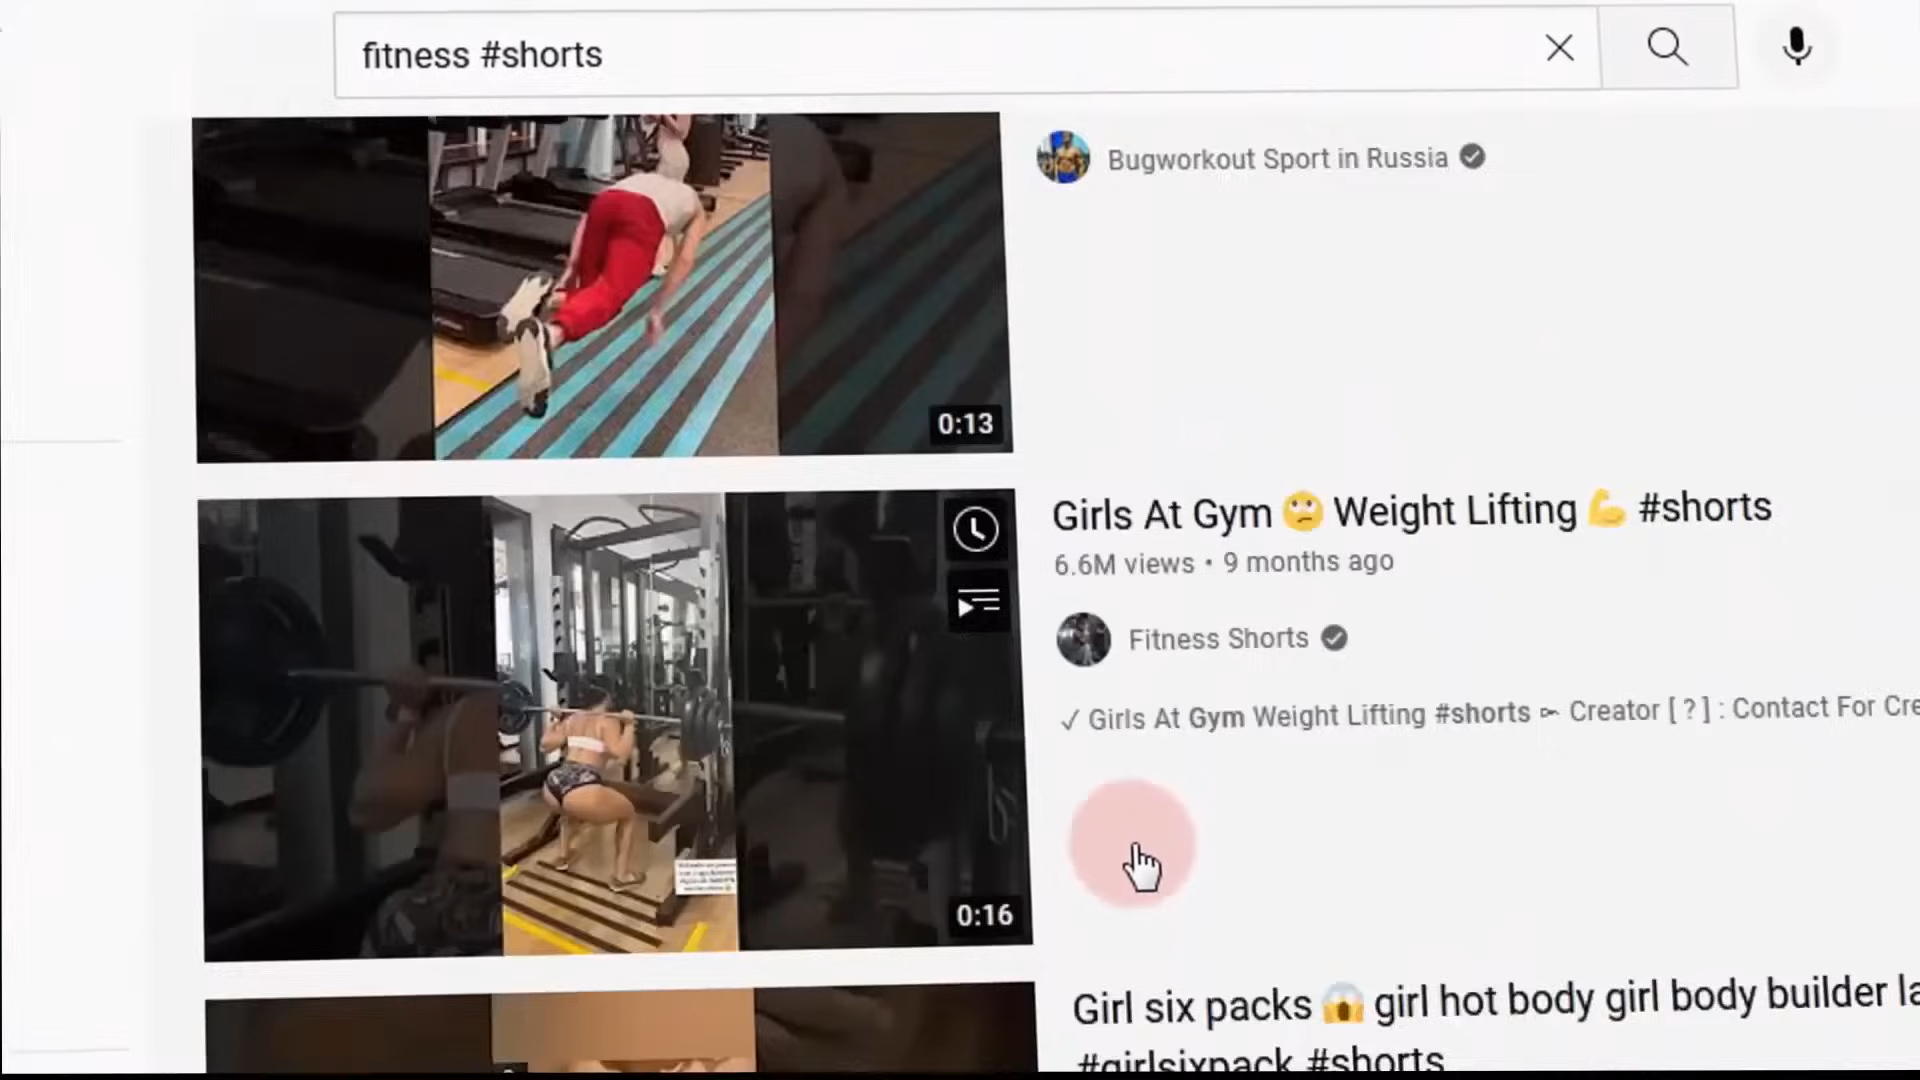 fitness #shorts
Bugworkout Sport in Russia
0:13
Girls At Gym 🙄 Weight Lifting 💪 #shorts
6.6M views • 9 months ago
Fitness Shorts
✓ Girls At Gym Weight Lifting #shorts ➛ Creator [ ? ] : Contact For Cre
0:16
Girl six packs 😱 girl hot body girl body builder la
#girlsixpack #shorts